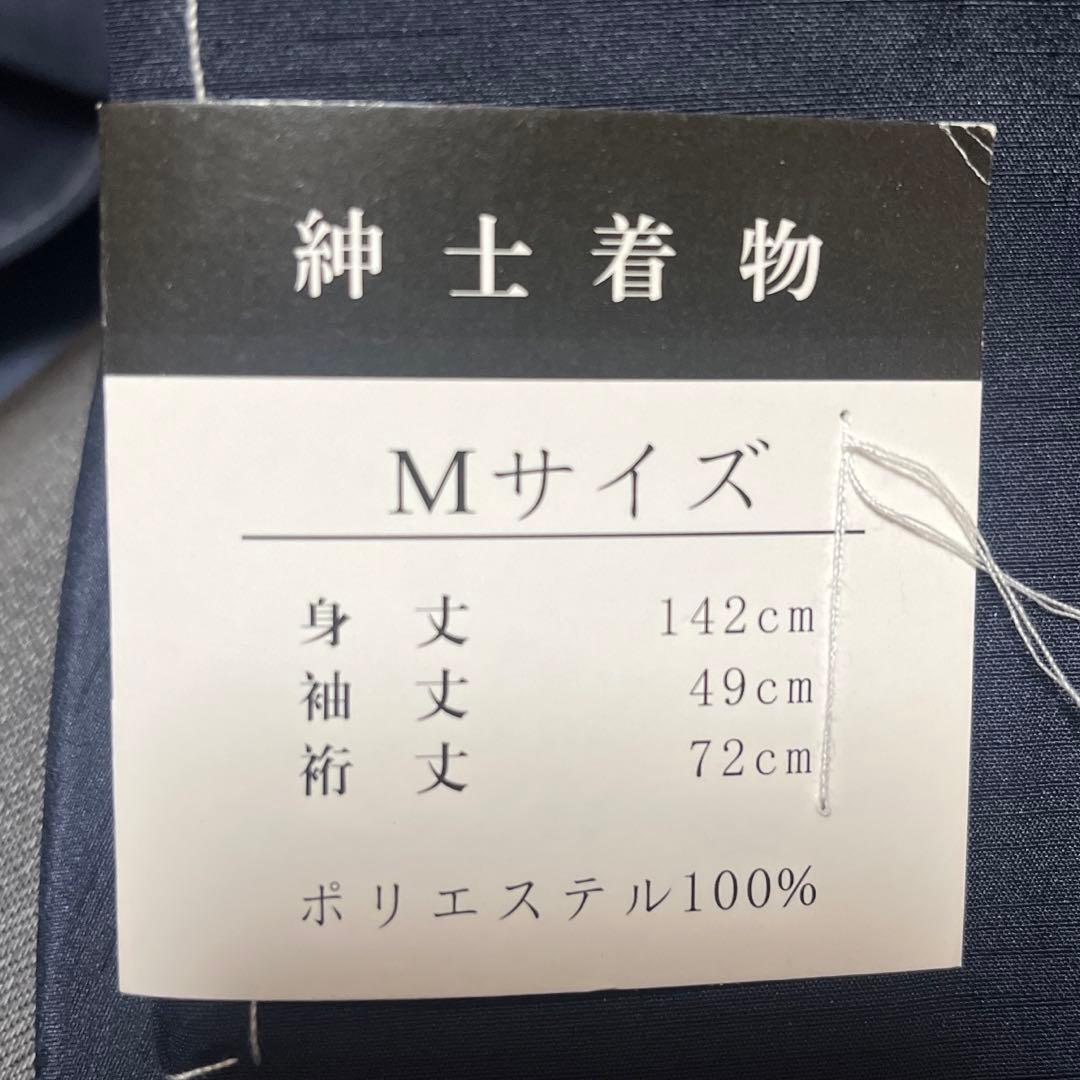 紳士着物
Mサイズ
身丈 142cm
袖丈 49cm
裄丈 72cm
ポリエステル100%